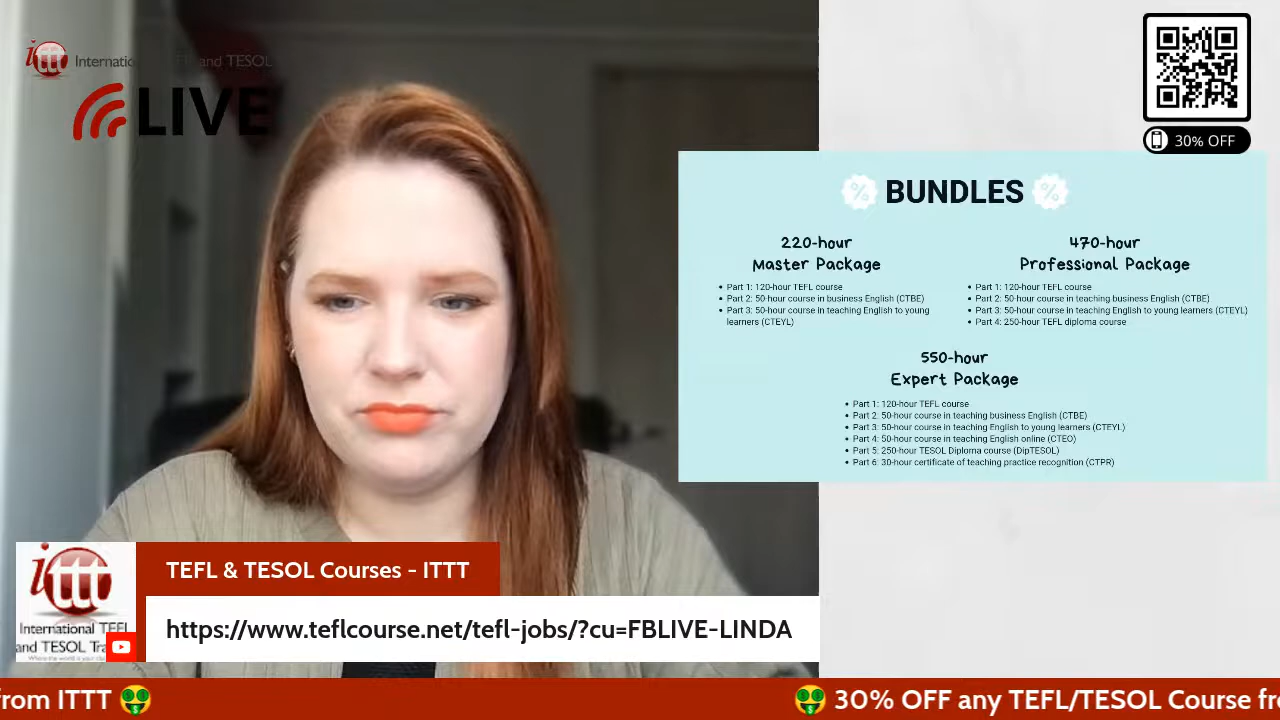 ittt International TEFL and TESOL
LIVE
30% OFF
BUNDLES
220-hour
Master Package
Part 1: 120-hour TEFL course
Part 2: 50-hour course in business English (CTBE)
Part 3: 50-hour course in teaching English to young
learners (CTEYL)
470-hour
Professional Package
Part 1: 120-hour TEFL course
Part 2: 50-hour course in teaching business English (CTBE)
Part 3: 50-hour course in teaching English to young learners (CTEYL)
Part 4: 250-hour TEFL diploma course
550-hour
Expert Package
Part 1: 120-hour TEFL course
Part 2: 50-hour course in teaching business English (CTBE)
Part 3: 50-hour course in teaching English to young learners (CTEYL)
Part 4: 50-hour course in teaching English online (CTEO)
Part 5: 250-hour TESOL Diploma course (DipTESOL)
Part 6: 30-hour certificate of teaching practice recognition (CTPR)
ittt
International TEFL
and TESOL Tra
TEFL & TESOL Courses - ITTT
https://www.teflcourse.net/tefl-jobs/?cu=FBLIVE-LINDA
from ITTT 🤑 🤑 30% OFF any TEFL/TESOL Course fr